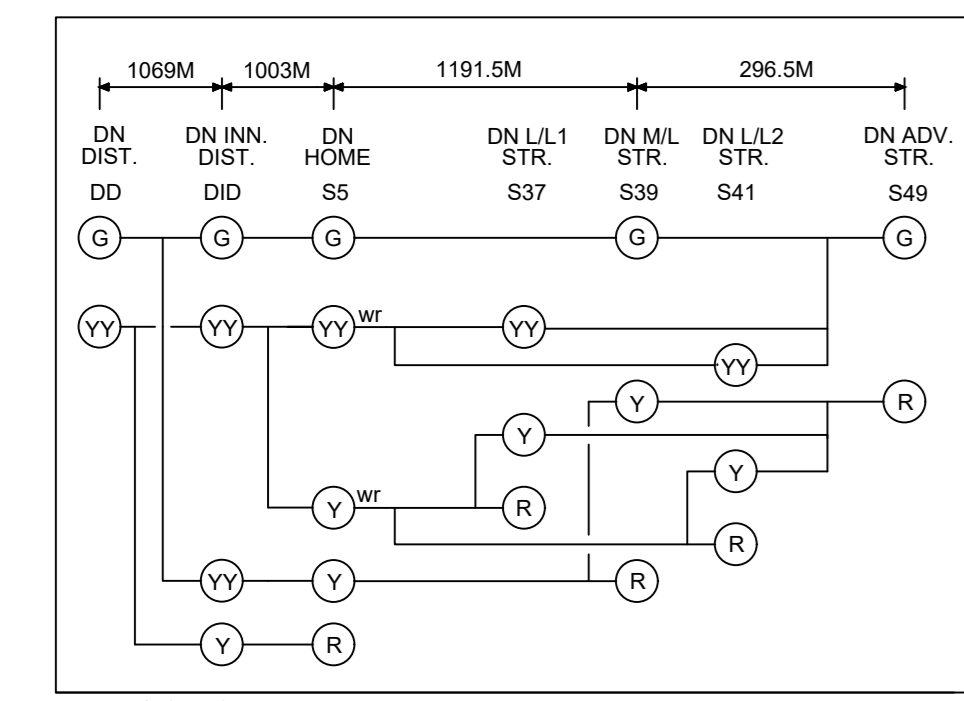 1069M 1003M 1191.5M 296.5M
DN DN INN. DN DN L/L1 DN M/L DN L/L2 DN ADV.
DIST. DIST. HOME STR. STR. STR. STR.
DD DID S5 S37 S39 S41 S49
G G G G G
YY YY YY wr YY
YY
Y R
Y
Y
Y wr R
R
YY Y R
Y R